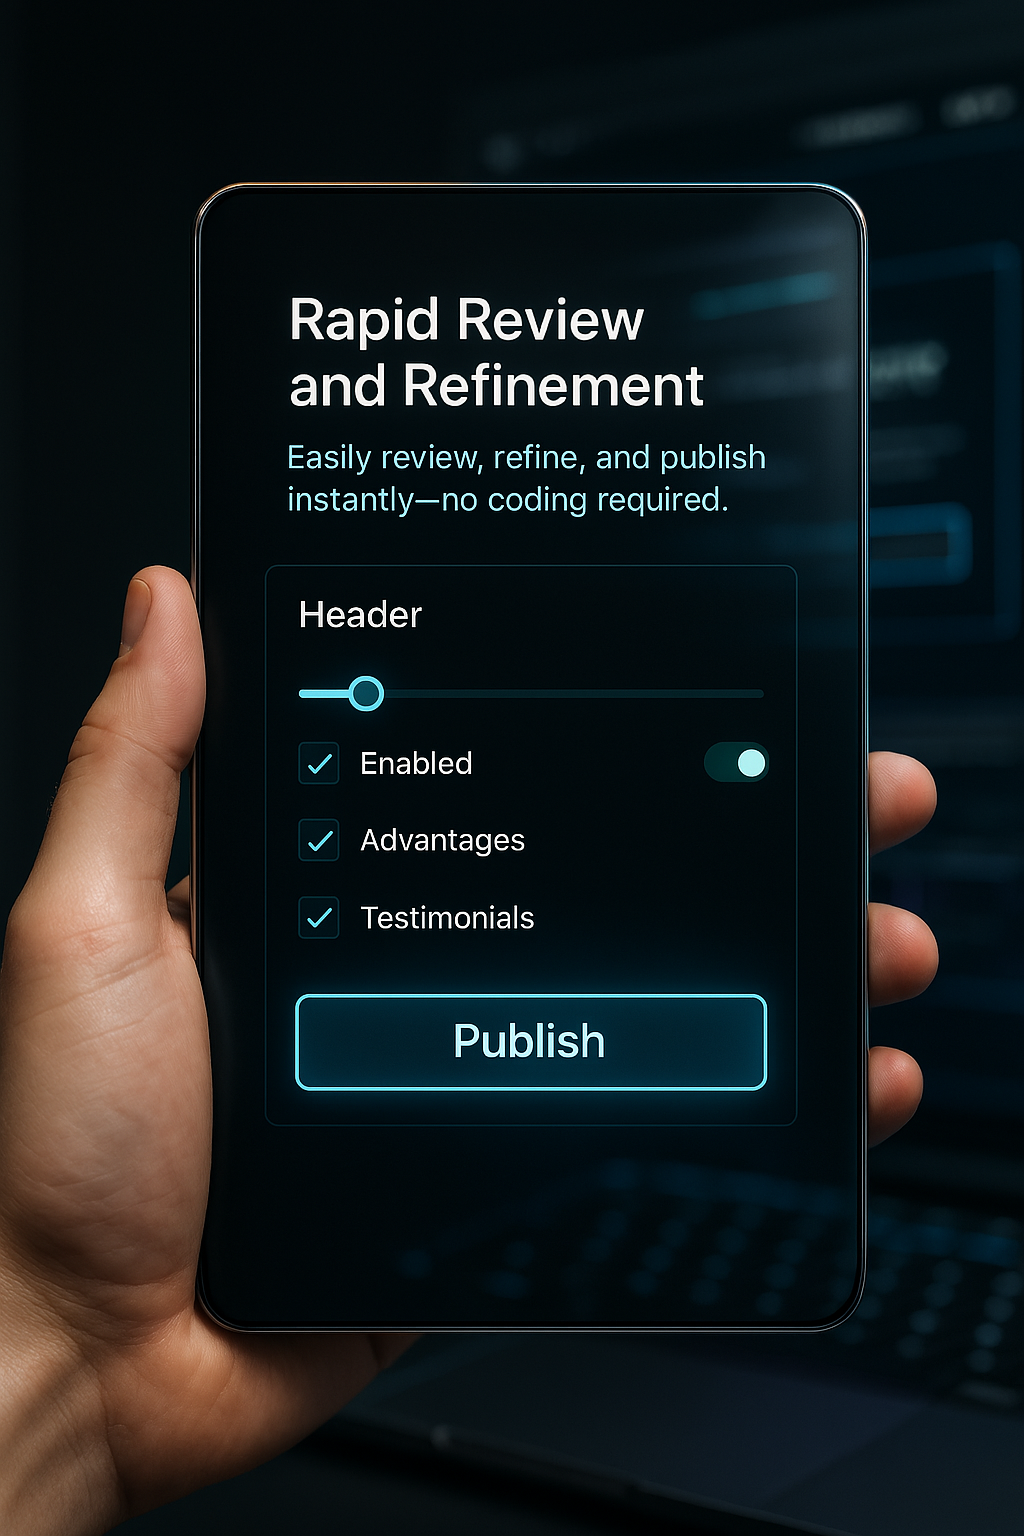 Rapid Review
and Refinement
Easily review, refine, and publish
instantly—no coding required.
Header
Enabled
Advantages
Testimonials
Publish